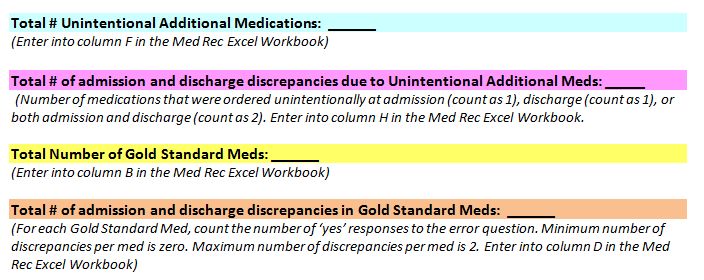 Total # Unintentional Additional Medications: ______
(Enter into column F in the Med Rec Excel Workbook)
Total # of admission and discharge discrepancies due to Unintentional Additional Meds: _____
(Number of medications that were ordered unintentionally at admission (count as 1), discharge (count as 1), or
both admission and discharge (count as 2). Enter into column H in the Med Rec Excel Workbook.
Total Number of Gold Standard Meds: ______
(Enter into column B in the Med Rec Excel Workbook)
Total # of admission and discharge discrepancies in Gold Standard Meds: ______
(For each Gold Standard Med, count the number of ‘yes’ responses to the error question. Minimum number of
discrepancies per med is zero. Maximum number of discrepancies per med is 2. Enter into column D in the Med
Rec Excel Workbook)